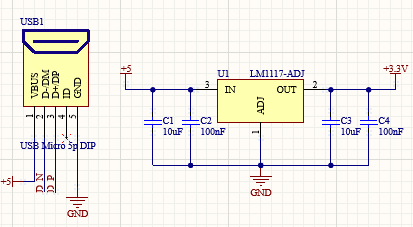 USB1
VBUS
D-\DM
D+\DP
ID
GND
1
2
3
4
5
USB Micro 5p DIP
+5
D_N
D_P
GND
+5
+3.3V
U1 LM1117-ADJ
3 IN OUT 2
ADJ
1
C1
10uF
C2
100nF
C3
10uF
C4
100nF
GND